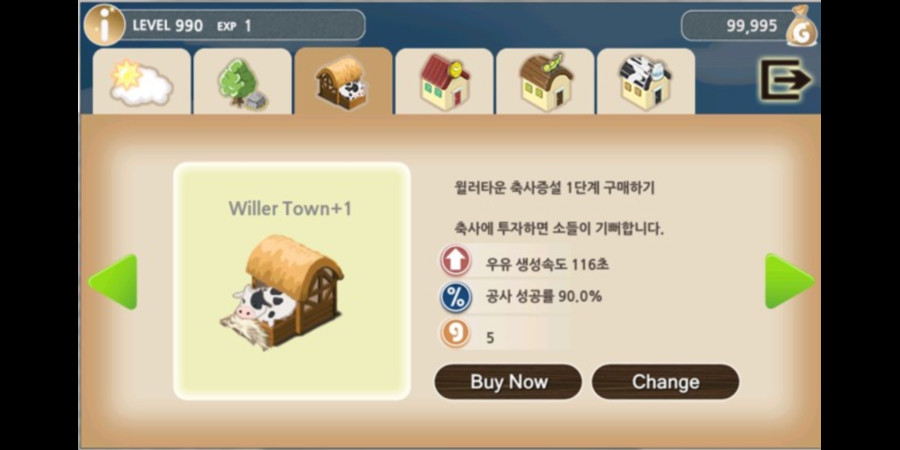 LEVEL 990 EXP 1
99,995
G
Willer Town+1
윌러타운 축사증설 1단계 구매하기
축사에 투자하면 소들이 기뻐합니다.
우유 생성속도 116초
% 공사 성공률 90.0%
5
Buy Now
Change